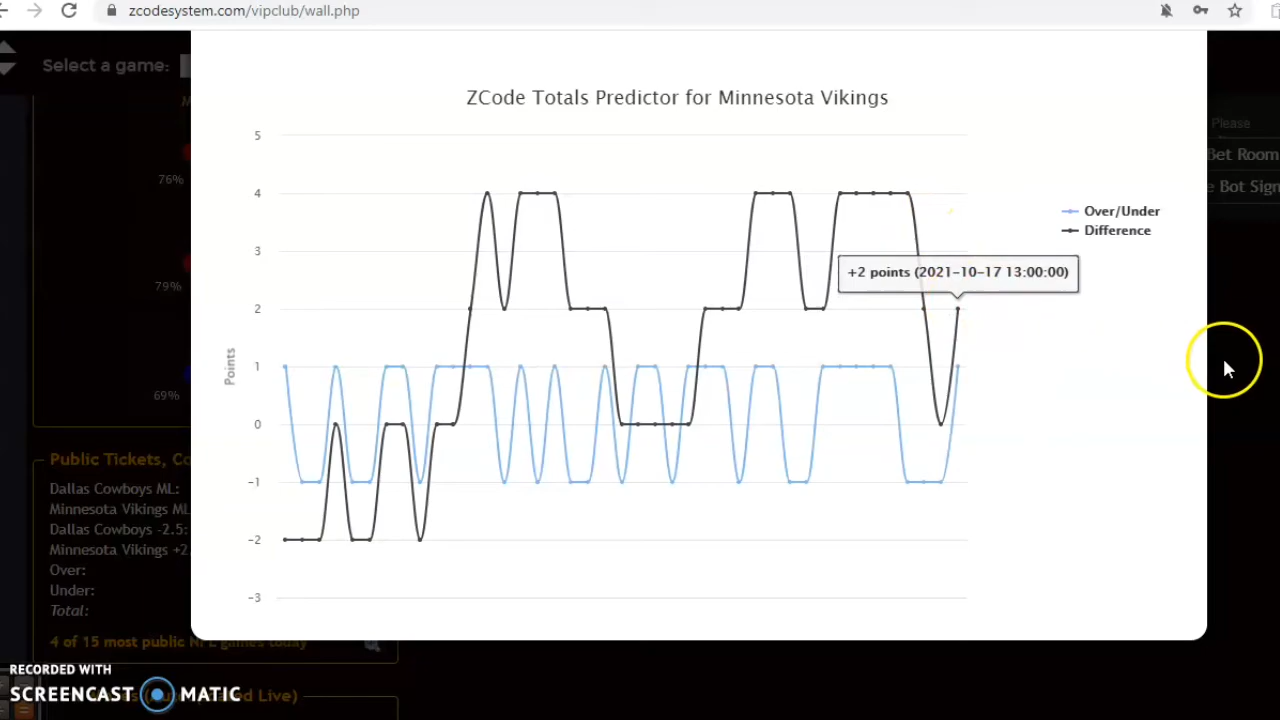 zcodesystem.com/vipclub/wall.php
Select a game:
Please
Bet Room
e Bot Sign
76%
79%
69%
ZCode Totals Predictor for Minnesota Vikings
5
4
3
2
1
0
-1
-2
-3
Points
Over/Under
Difference
+2 points (2021-10-17 13:00:00)
Public Tickets, Co
Dallas Cowboys ML:
Minnesota Vikings ML
Dallas Cowboys -2.5:
Minnesota Vikings +2
Over:
Under:
Total:
4 of 15 most public NFL games today
RECORDED WITH
SCREENCAST MATIC
Live)